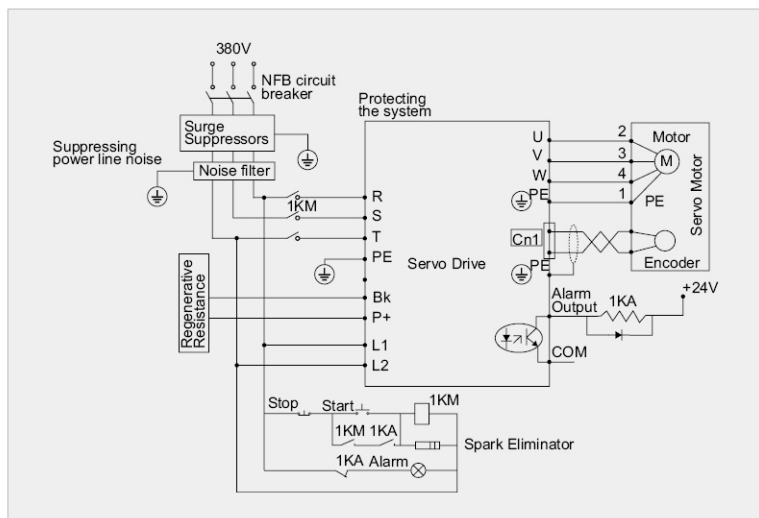 380V
NFB circuit
breaker
Surge
Suppressors
Suppressing
power line noise
Noise filter
1KM
Protecting
the system
R
S
T
PE
Bk
P+
L1
L2
Regenerative
Resistance
Servo Drive
U
V
W
PE
Cn1
PE
2
3
4
1
Motor
M
PE
Encoder
Servo Motor
Alarm
Output
1KA
+24V
COM
Stop
Start
1KM
1KM
1KA
Spark Eliminator
1KA
Alarm